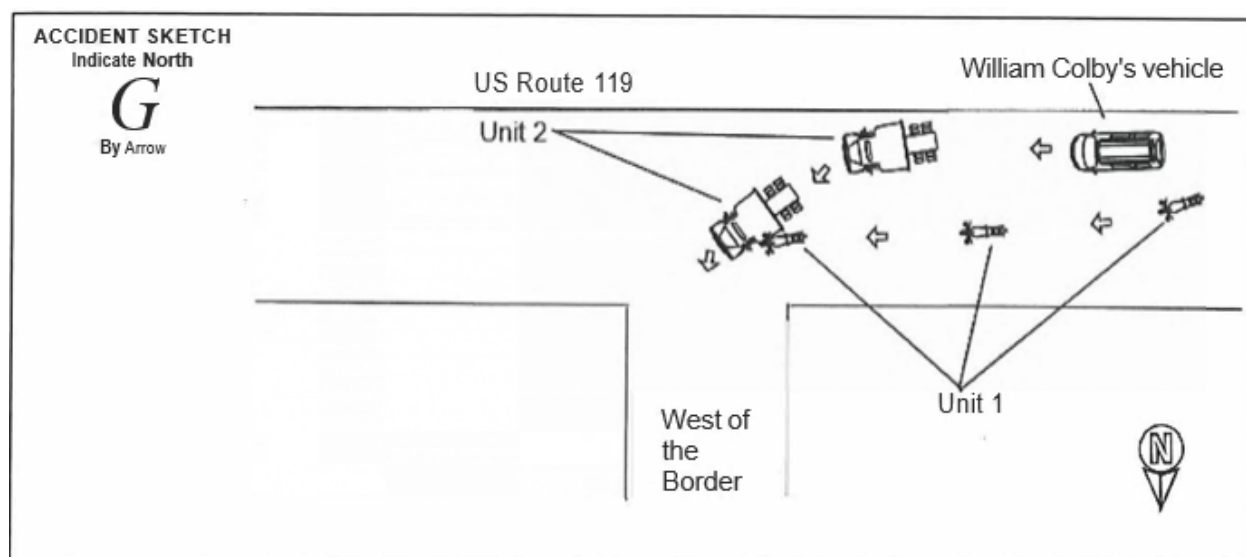 ACCIDENT SKETCH
Indicate North
G
By Arrow
US Route 119
William Colby's vehicle
Unit 2
Unit 1
West of
the
Border
N